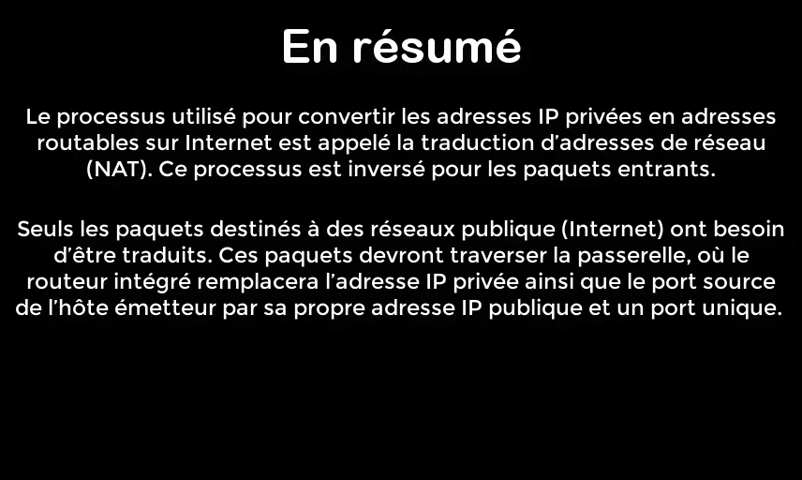 En résumé
Le processus utilisé pour convertir les adresses IP privées en adresses
routables sur Internet est appelé la traduction d’adresses de réseau
(NAT). Ce processus est inversé pour les paquets entrants.
Seuls les paquets destinés à des réseaux publique (Internet) ont besoin
d’être traduits. Ces paquets devront traverser la passerelle, où le
routeur intégré remplacera l’adresse IP privée ainsi que le port source
de l’hôte émetteur par sa propre adresse IP publique et un port unique.